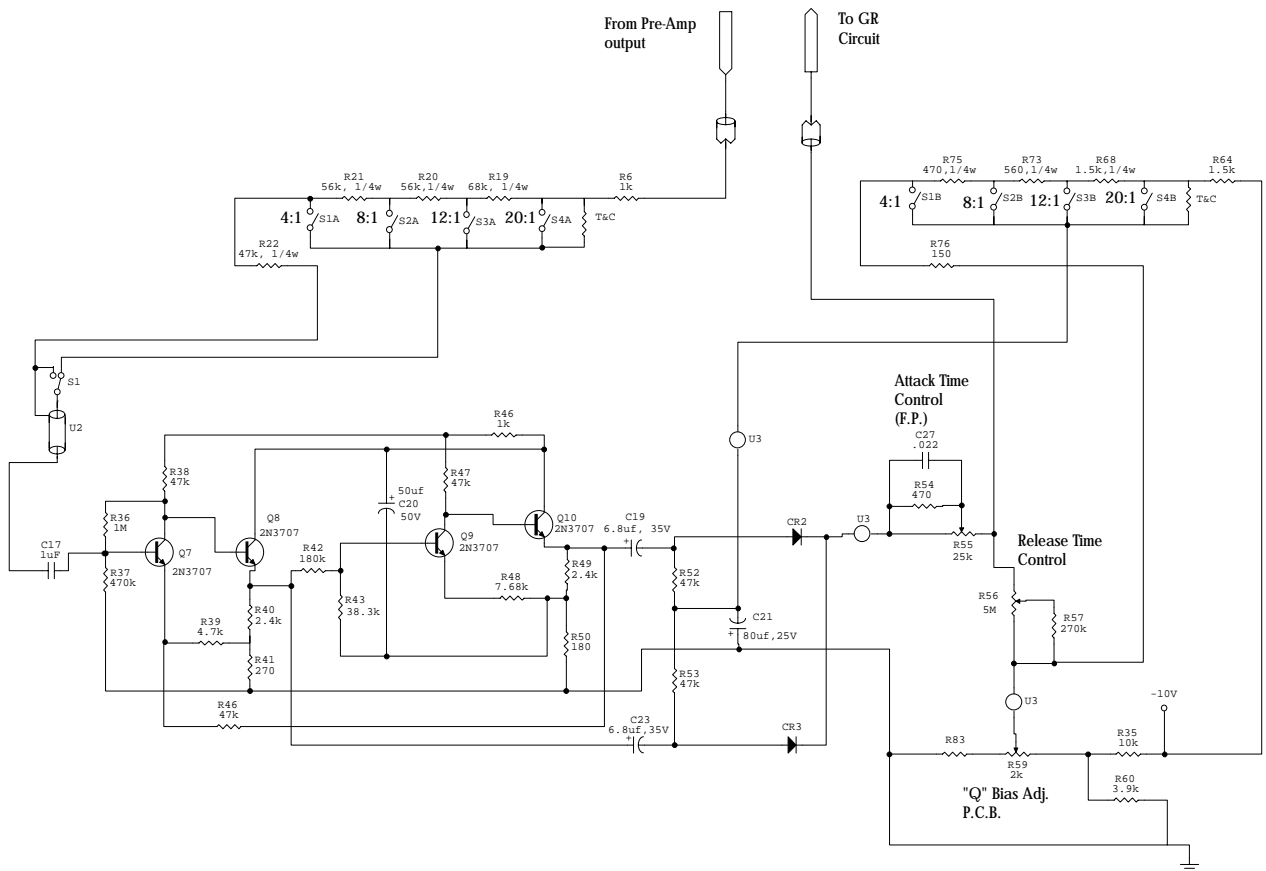 From Pre-Amp
output
To GR
Circuit
R21
56k, 1/4w
R20
56k, 1/4w
R19
68k, 1/4w
R6
1k
4:1
S1A
8:1
S2A
12:1
S3A
20:1
S4A
T&C
R22
47k, 1/4w
R75
470,1/4w
R73
560,1/4w
R68
1.5k,1/4w
R64
1.5k
4:1
S1B
8:1
S2B
12:1
S3B
20:1
S4B
T&C
R76
150
S1
U2
Attack Time
Control
(F.P.)
C27
.022
R54
470
U3
R46
1k
R38
47k
R47
47k
50uf
+
C20
50V
R36
1M
Q8
2N3707
Q10
2N3707
C19
6.8uf, 35V
+
CR2
U3
R55
25k
Release Time
Control
C17
1uF
Q7
2N3707
R42
180k
Q9
2N3707
R49
2.4k
R52
47k
R37
470k
R48
7.68k
R43
38.3k
R40
2.4k
R39
4.7k
R41
270
R50
180
C21
+
80uf,25V
R56
5M
R57
270k
R53
47k
R46
47k
C23
6.8uf,35V
+
CR3
U3
-10V
R83
R59
2k
R35
10k
R60
3.9k
"Q" Bias Adj.
P.C.B.